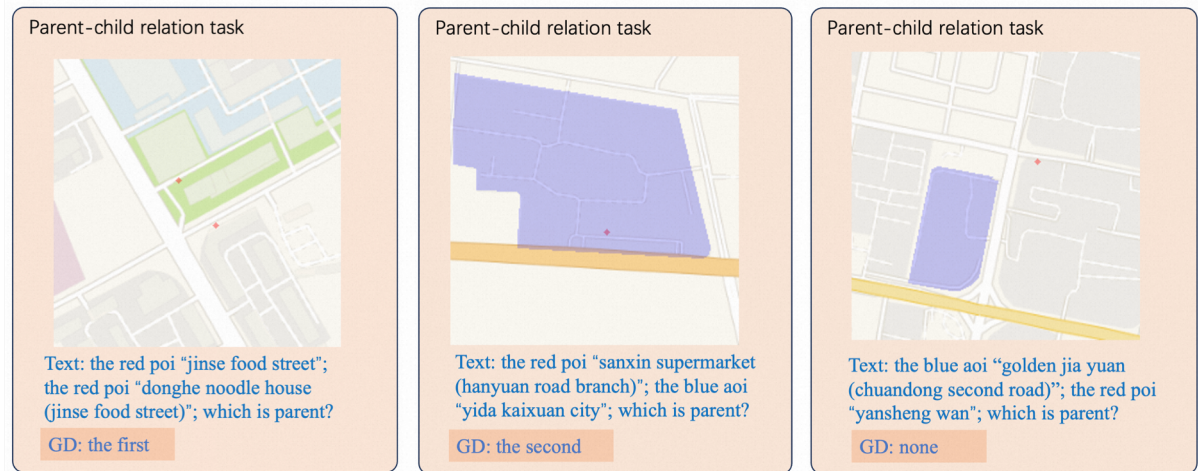 Parent-child relation task
Text: the red poi "jinse food street";
the red poi "donghe noodle house
(jinse food street)"; which is parent?
GD: the first
Parent-child relation task
Text: the red poi "sanxin supermarket
(hanyuan road branch)"; the blue aoi
"yida kaixuan city"; which is parent?
GD: the second
Parent-child relation task
Text: the blue aoi “golden jia yuan
(chuandong second road)”; the red poi
"yansheng wan"; which is parent?
GD: none